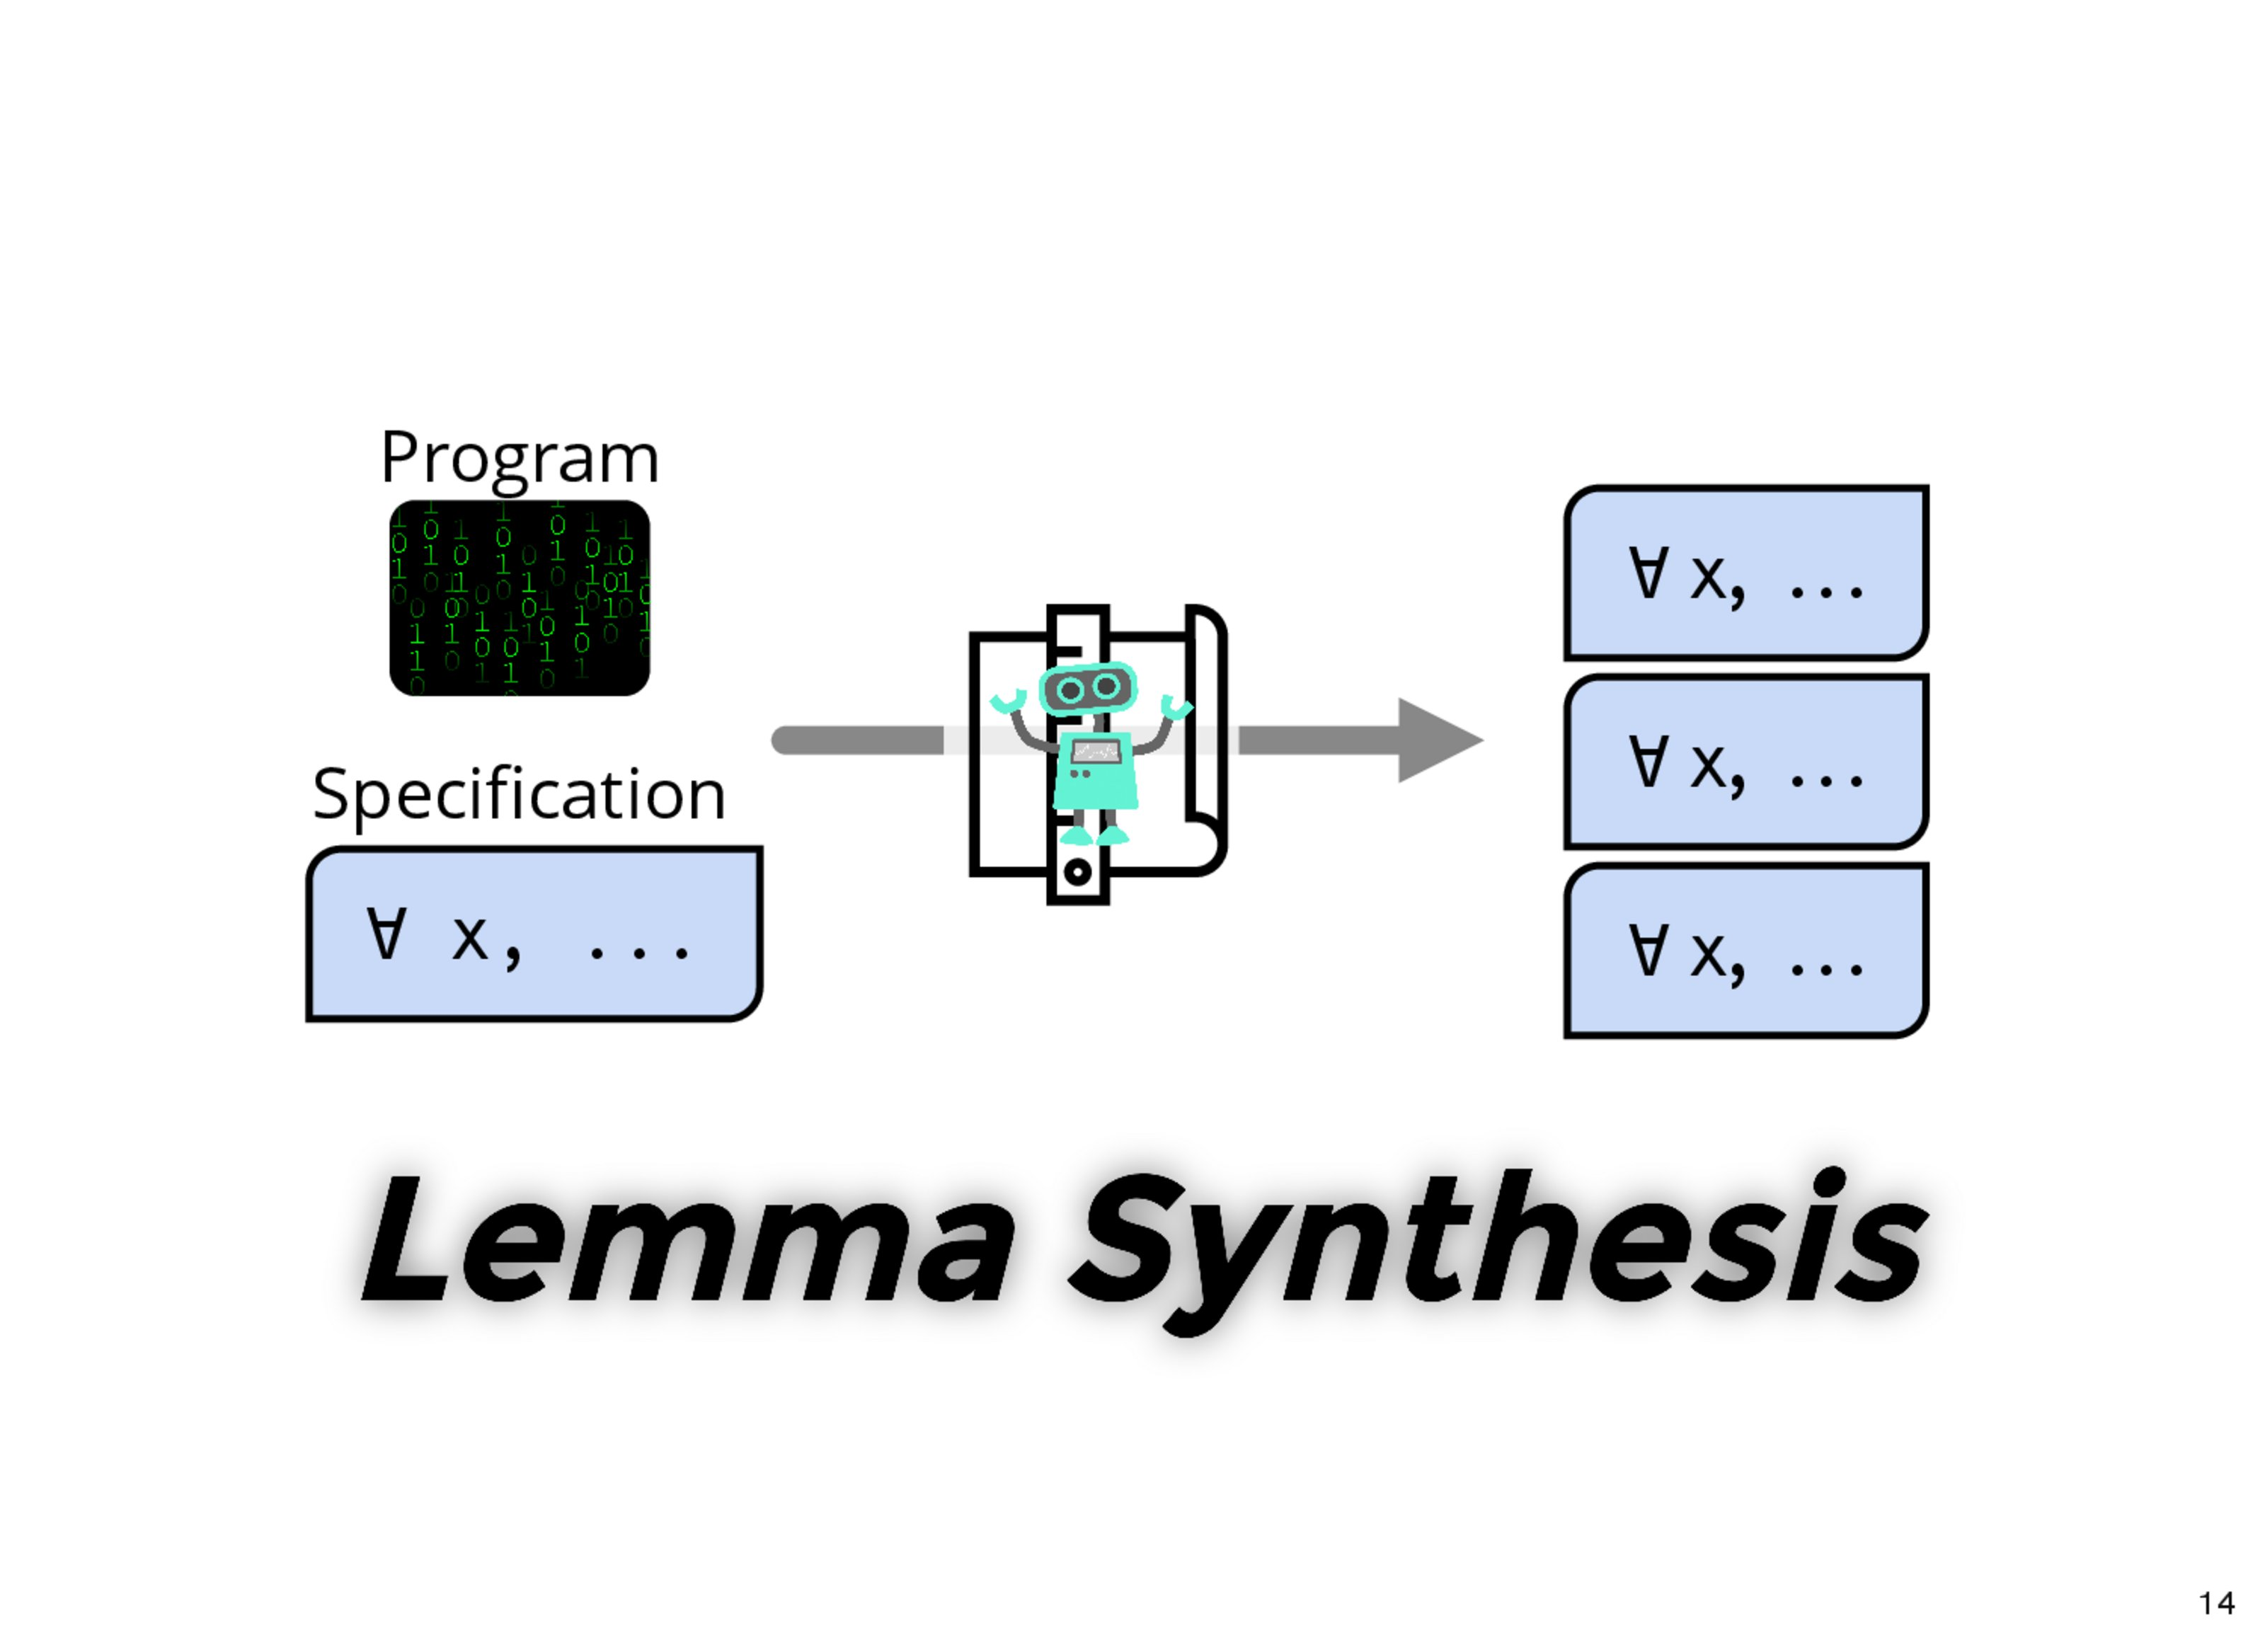 Program
Specification
∀ x, ...
∀ x, ...
∀ x, ...
∀ x, ...
Lemma Synthesis
14